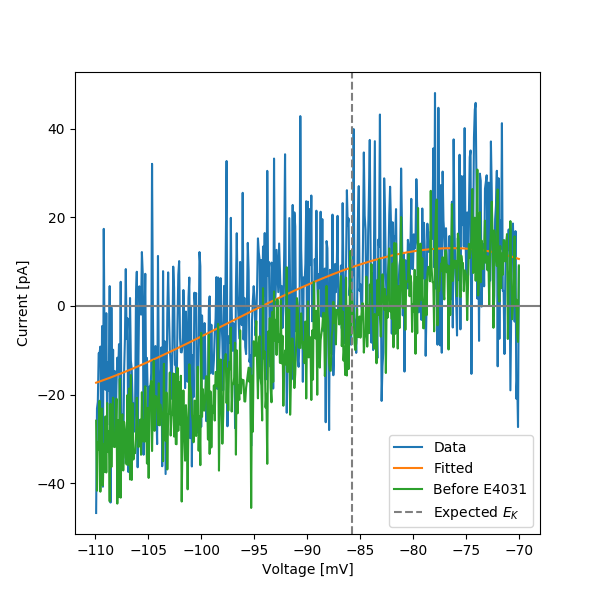 40
20
0
−20
−40
Current [pA]
Data
Fitted
Before E4031
Expected E_K
−110 −105 −100 −95 −90 −85 −80 −75 −70
Voltage [mV]